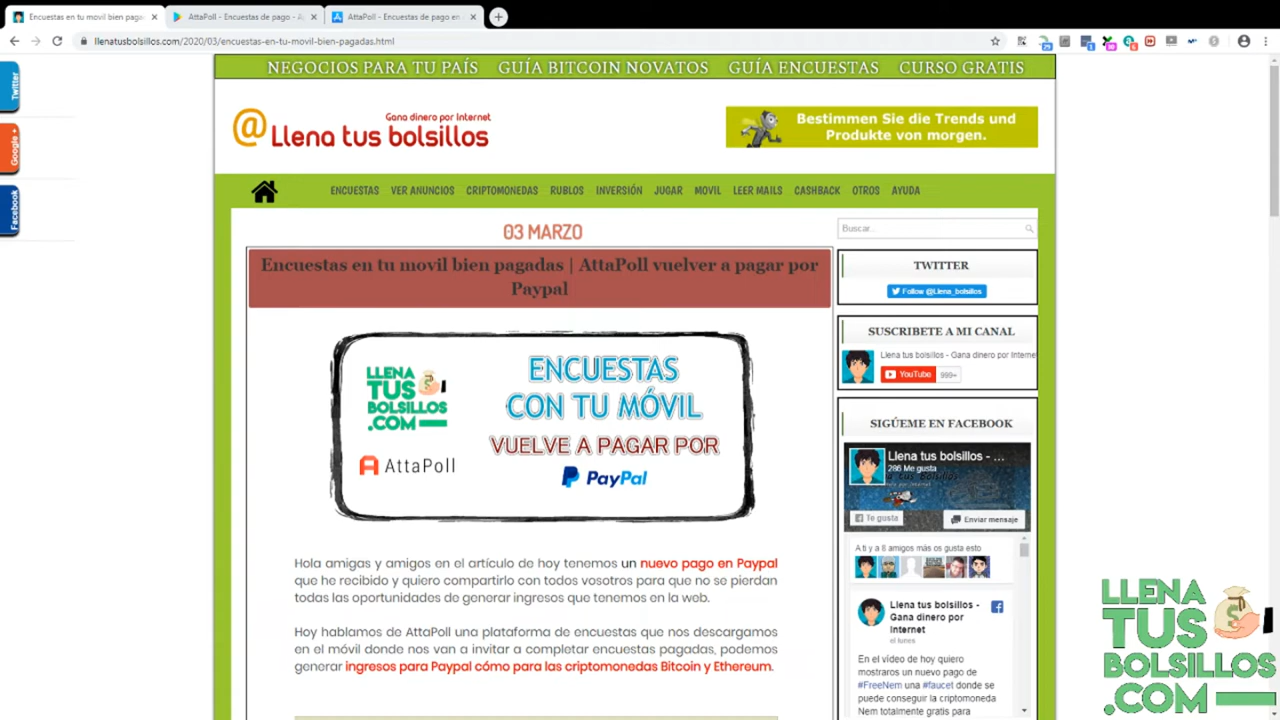 Encuestas en tu movil bien paga
AttaPoll - Encuestas de pago - A
AttaPoll - Encuestas de pago en
llenatusbolsillos.com/2020/03/encuestas-en-tu-movil-bien-pagadas.html
NEGOCIOS PARA TU PAÍS GUÍA BITCOIN NOVATOS GUÍA ENCUESTAS CURSO GRATIS
Twitter
Google +
Facebook
Gana dinero por Internet
@Llena tus bolsillos
Bestimmen Sie die Trends und
Produkte von morgen.
ENCUESTAS VER ANUNCIOS CRIPTOMONEDAS RUBLOS INVERSIÓN JUGAR MOVIL LEER MAILS CASHBACK OTROS AYUDA
03 MARZO
Encuestas en tu movil bien pagadas | AttaPoll vuelver a pagar por
Paypal
LLENA
TUS
BOLSILLOS
.COM
AttaPoll
ENCUESTAS
CON TU MÓVIL
VUELVE A PAGAR POR
PayPal
Hola amigas y amigos en el artículo de hoy tenemos un nuevo pago en Paypal
que he recibido y quiero compartirlo con todos vosotros para que no se pierdan
todas las oportunidades de generar ingresos que tenemos en la web.
Hoy hablamos de AttaPoll una plataforma de encuestas que nos descargamos
en el móvil donde nos van a invitar a completar encuestas pagadas, podemos
generar ingresos para Paypal cómo para las criptomonedas Bitcoin y Ethereum.
Buscar...
TWITTER
Follow @Llena_bolsillos
SUSCRIBETE A MI CANAL
Llena tus bolsillos - Gana dinero por Interne
YouTube 999+
SIGÚEME EN FACEBOOK
Llena tus bolsillos - ...
286 Me gusta
Te gusta
Enviar mensaje
A ti y a 8 amigos más os gusta esto
Llena tus bolsillos -
Gana dinero por
Internet
el lunes
En el vídeo de hoy quiero
mostraros un nuevo pago de
#FreeNem una #faucet donde se
puede conseguir la criptomoneda
Nem totalmente gratis para
LLENA
TUS
BOLSILLOS
.COM